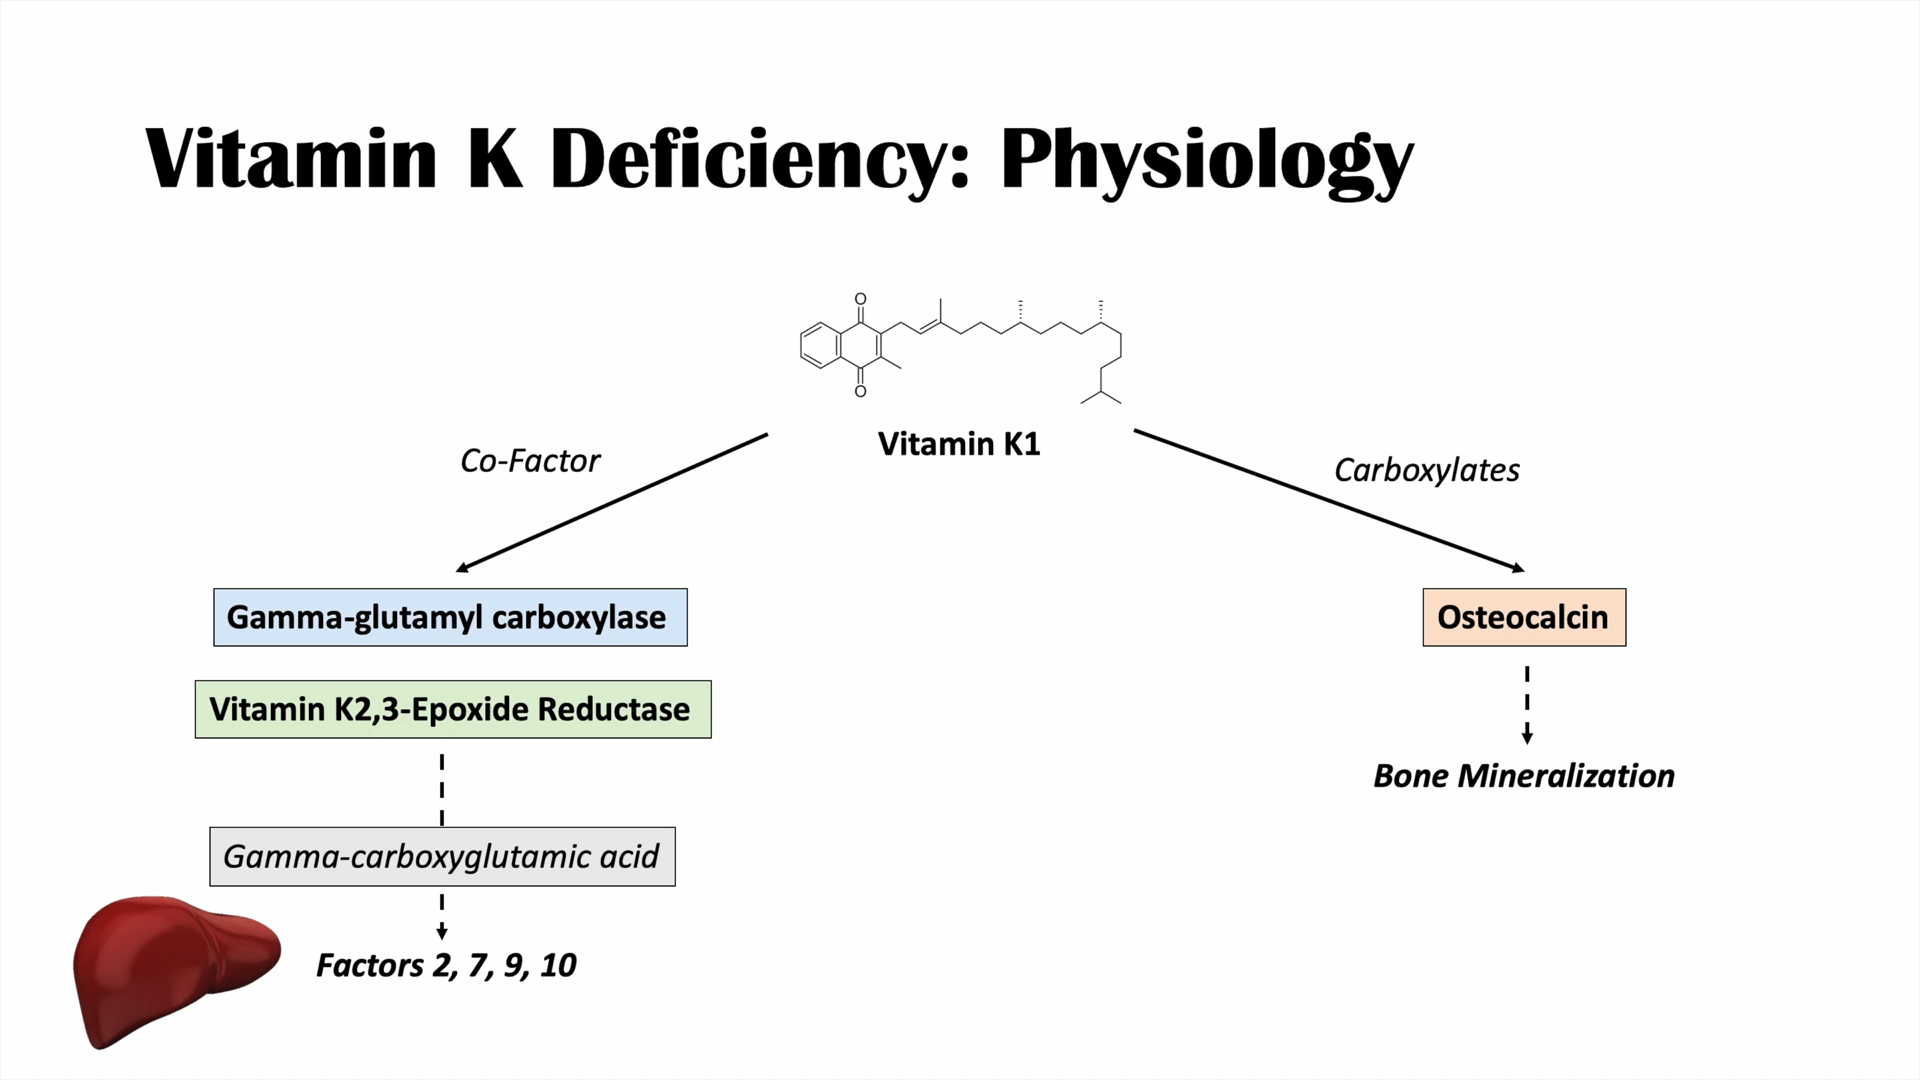 Vitamin K Deficiency: Physiology
O
O
Vitamin K1
Co-Factor
Carboxylates
Gamma-glutamyl carboxylase
Osteocalcin
Vitamin K2,3-Epoxide Reductase
Bone Mineralization
Gamma-carboxyglutamic acid
Factors 2, 7, 9, 10